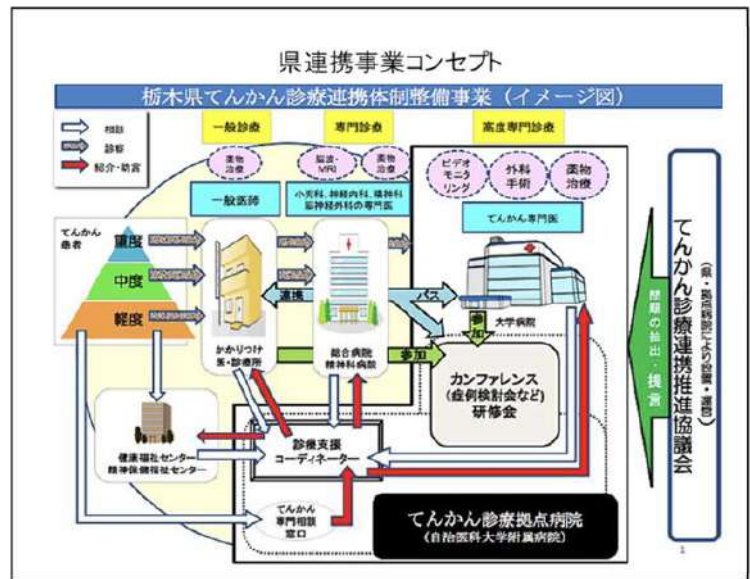 県連携事業コンセプト
栃木県てんかん診療連携体制整備事業（イメージ図）
相談
診察
紹介・助言
一般診療
専門診療
高度専門診療
薬物
治療
脳波・
MRI
薬物
治療
ビデオ
モニタ
リング
外科
手術
薬物
治療
一般医師
小児科、神経内科、精神科
脳神経外科の専門医
てんかん専門医
てんかん
患者
重度
中度
軽度
連携
パス
大学病院
かかりつけ
医・診療所
総合病院
精神科病院
参加
参加
カンファレンス
(症例検討会など)
研修会
健康福祉センター
精神保健福祉センター
診療支援
コーディネーター
てんかん
専門相談
窓口
てんかん診療拠点病院
(自治医科大学附属病院)
問題の抽出・提言
てんかん診療連携推進協議会
(県・拠点病院により設置・運営)
1